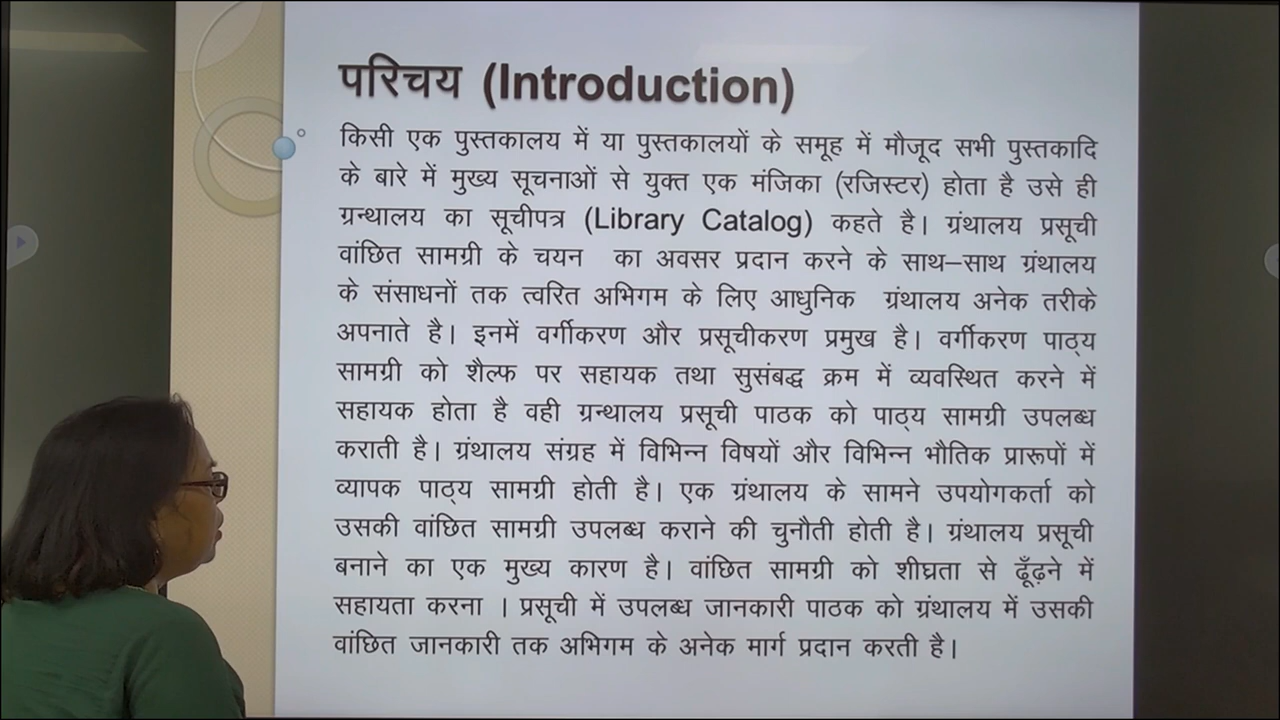 परिचय (Introduction)
किसी एक पुस्तकालय में या पुस्तकालयों के समूह में मौजूद सभी पुस्तकादि
के बारे में मुख्य सूचनाओं से युक्त एक मंजिका (रजिस्टर) होता है उसे ही
ग्रन्थालय का सूचीपत्र (Library Catalog) कहते है। ग्रंथालय प्रसूची
वांछित सामग्री के चयन का अवसर प्रदान करने के साथ–साथ ग्रंथालय
के संसाधनों तक त्वरित अभिगम के लिए आधुनिक ग्रंथालय अनेक तरीके
अपनाते है। इनमें वर्गीकरण और प्रसूचीकरण प्रमुख है। वर्गीकरण पाठ्य
सामग्री को शैल्फ पर सहायक तथा सुसंबद्ध क्रम में व्यवस्थित करने में
सहायक होता है वही ग्रन्थालय प्रसूची पाठक को पाठ्य सामग्री उपलब्ध
कराती है। ग्रंथालय संग्रह में विभिन्न विषयों और विभिन्न भौतिक प्रारूपों में
व्यापक पाठ्य सामग्री होती है। एक ग्रंथालय के सामने उपयोगकर्ता को
उसकी वांछित सामग्री उपलब्ध कराने की चुनौती होती है। ग्रंथालय प्रसूची
बनाने का एक मुख्य कारण है। वांछित सामग्री को शीघ्रता से ढूँढ़ने में
सहायता करना । प्रसूची में उपलब्ध जानकारी पाठक को ग्रंथालय में उसकी
वांछित जानकारी तक अभिगम के अनेक मार्ग प्रदान करती है।